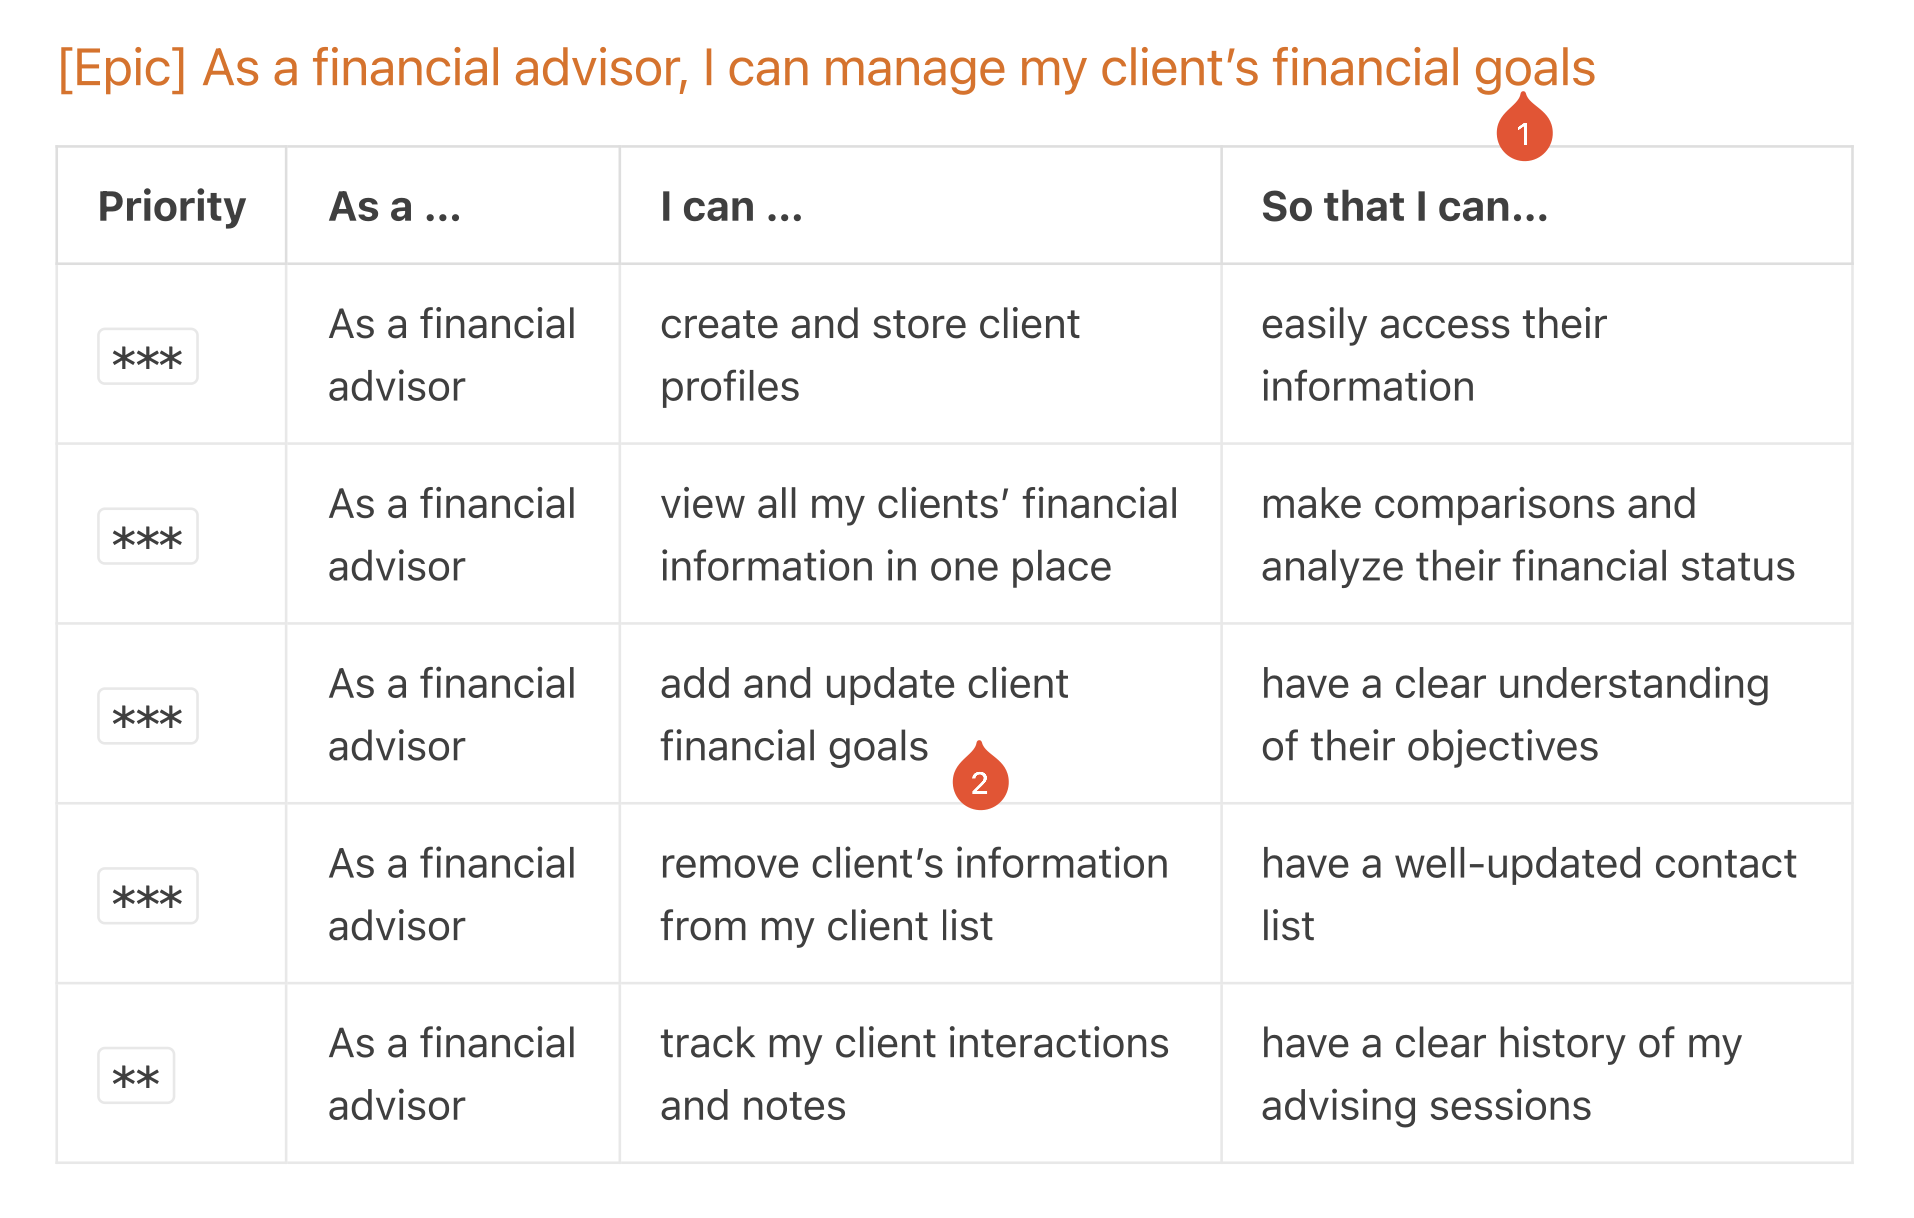 [Epic] As a financial advisor, I can manage my client’s financial goals
1
Priority
As a ...
I can ...
So that I can...
***
As a financial
advisor
create and store client
profiles
easily access their
information
***
As a financial
advisor
view all my clients’ financial
information in one place
make comparisons and
analyze their financial status
***
As a financial
advisor
add and update client
financial goals
2
have a clear understanding
of their objectives
***
As a financial
advisor
remove client’s information
from my client list
have a well-updated contact
list
**
As a financial
advisor
track my client interactions
and notes
have a clear history of my
advising sessions